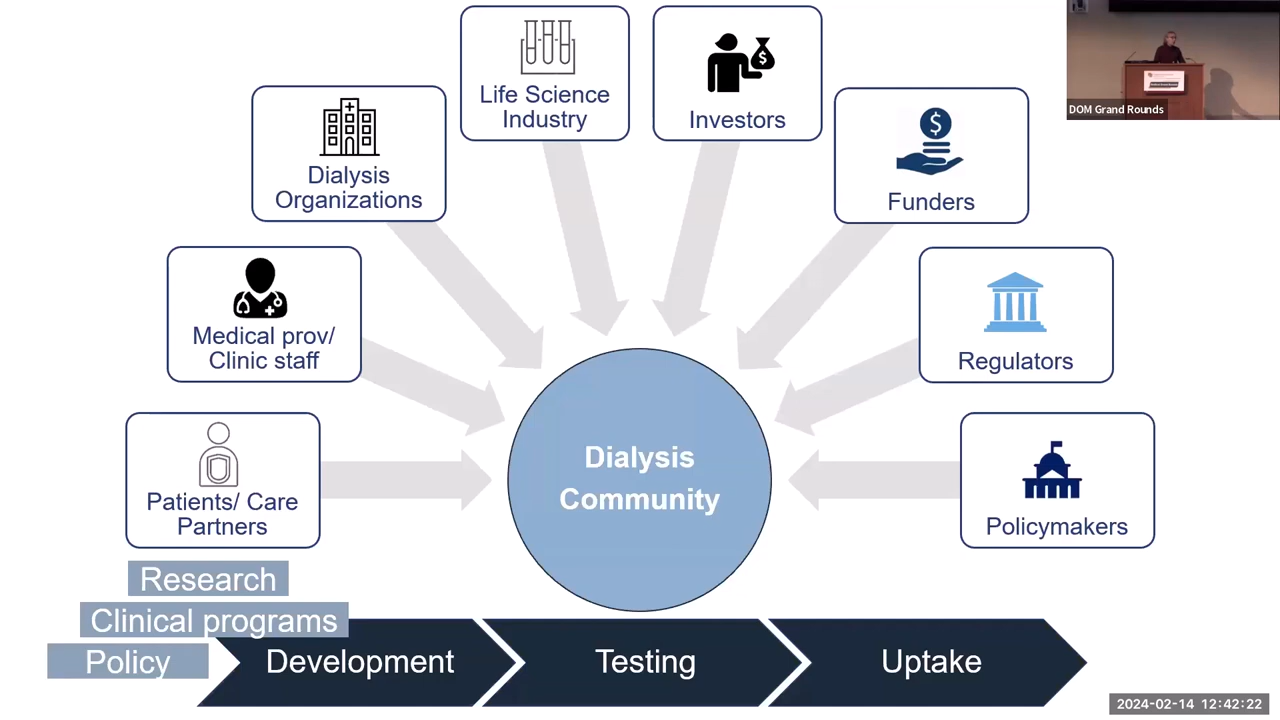 Life Science
Industry
Investors
DOM Grand Rounds
Dialysis
Organizations
$
$
Funders
Medical prov/
Clinic staff
Regulators
Patients/ Care
Partners
Dialysis
Community
Policymakers
Research
Clinical programs
Policy
Development
Testing
Uptake
2024-02-14 12:42:22